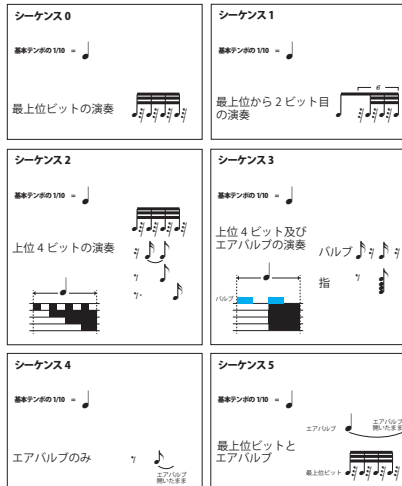 シーケンス 0
基本テンポの 1/10 =
最上位ビットの演奏
シーケンス 1
基本テンポの 1/10 =
6
最上位から 2 ビット目
の演奏
シーケンス 2
基本テンポの 1/10 =
上位 4 ビットの演奏
シーケンス 3
基本テンポの 1/10 =
上位 4 ビット及び
エアバルブの演奏
バルブ
指
バルブ
シーケンス 4
基本テンポの 1/10 =
エアバルブのみ
エアバルブ
開いたまま
シーケンス 5
基本テンポの 1/10 =
エアバルブ
エアバルブ
開いたまま
最上位ビットと
エアバルブ
最上位ビット